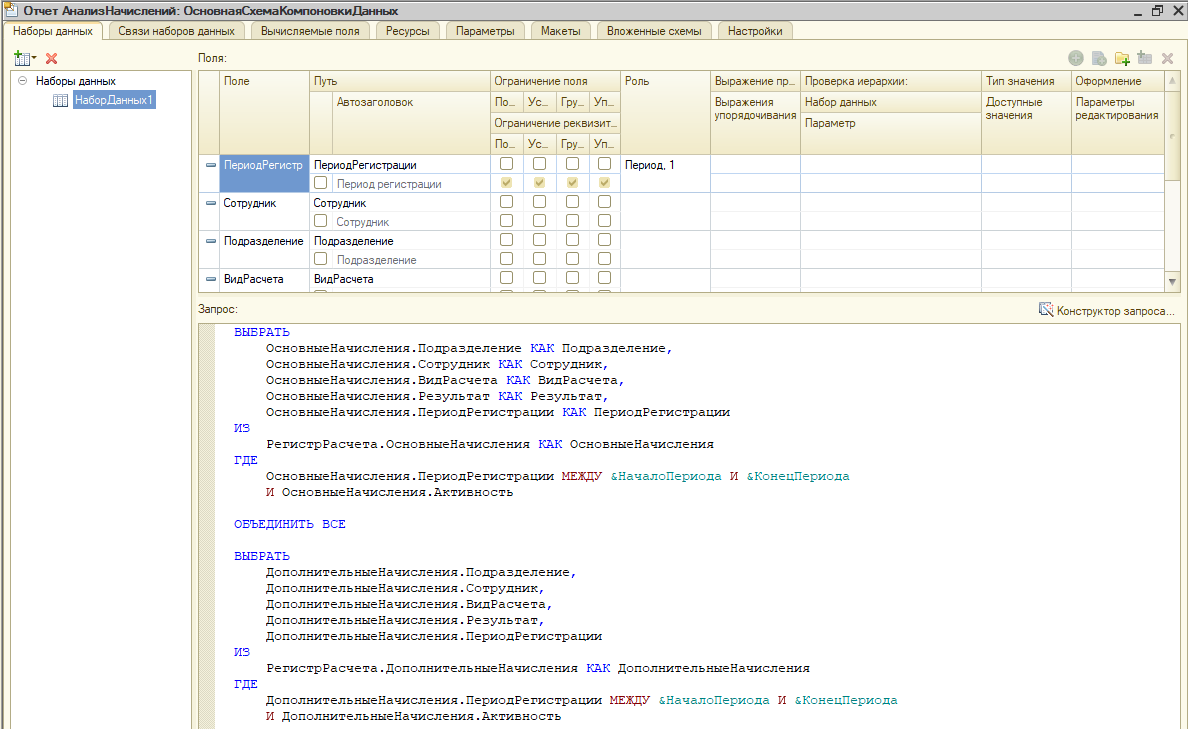 Отчет АнализНачислений: ОсновнаяСхемаКомпоновкиДанных
Наборы данных Связи наборов данных Вычисляемые поля Ресурсы Параметры Макеты Вложенные схемы Настройки
Поля:
Наборы данных
НаборДанных1
Поле Путь Ограничение поля Роль Выражение пр... Проверка иерархии: Тип значения Оформление
Автозаголовок По... Ус... Гру... Уп... Выражения упорядочивания Набор данных Доступные значения Параметры редактирования
Ограничение реквизит... Параметр
По... Ус... Гру... Уп...
ПериодРегистр ПериодРегистрации Период, 1
Период регистрации
Сотрудник Сотрудник
Сотрудник
Подразделение Подразделение
Подразделение
ВидРасчета ВидРасчета
Запрос: Конструктор запроса...
ВЫБРАТЬ
ОсновныеНачисления.Подразделение КАК Подразделение,
ОсновныеНачисления.Сотрудник КАК Сотрудник,
ОсновныеНачисления.ВидРасчета КАК ВидРасчета,
ОсновныеНачисления.Результат КАК Результат,
ОсновныеНачисления.ПериодРегистрации КАК ПериодРегистрации
ИЗ
РегистрРасчета.ОсновныеНачисления КАК ОсновныеНачисления
ГДЕ
ОсновныеНачисления.ПериодРегистрации МЕЖДУ &НачалоПериода И &КонецПериода
И ОсновныеНачисления.Активность
ОБЪЕДИНИТЬ ВСЕ
ВЫБРАТЬ
ДополнительныеНачисления.Подразделение,
ДополнительныеНачисления.Сотрудник,
ДополнительныеНачисления.ВидРасчета,
ДополнительныеНачисления.Результат,
ДополнительныеНачисления.ПериодРегистрации
ИЗ
РегистрРасчета.ДополнительныеНачисления КАК ДополнительныеНачисления
ГДЕ
ДополнительныеНачисления.ПериодРегистрации МЕЖДУ &НачалоПериода И &КонецПериода
И ДополнительныеНачисления.Активность